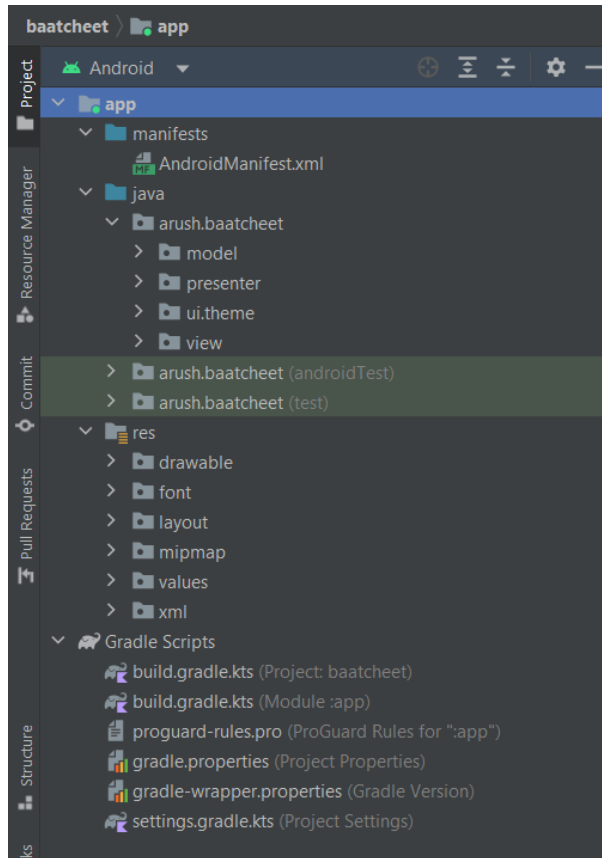 baatcheet app
Project
Android
app
manifests
MF AndroidManifest.xml
java
arush.baatcheet
model
Resource Manager
presenter
ui.theme
view
Commit
arush.baatcheet (androidTest)
arush.baatcheet (test)
res
drawable
font
Pull Requests
layout
mipmap
values
xml
Gradle Scripts
build.gradle.kts (Project: baatcheet)
build.gradle.kts (Module :app)
proguard-rules.pro (ProGuard Rules for ":app")
Structure
gradle.properties (Project Properties)
gradle-wrapper.properties (Gradle Version)
settings.gradle.kts (Project Settings)
ks